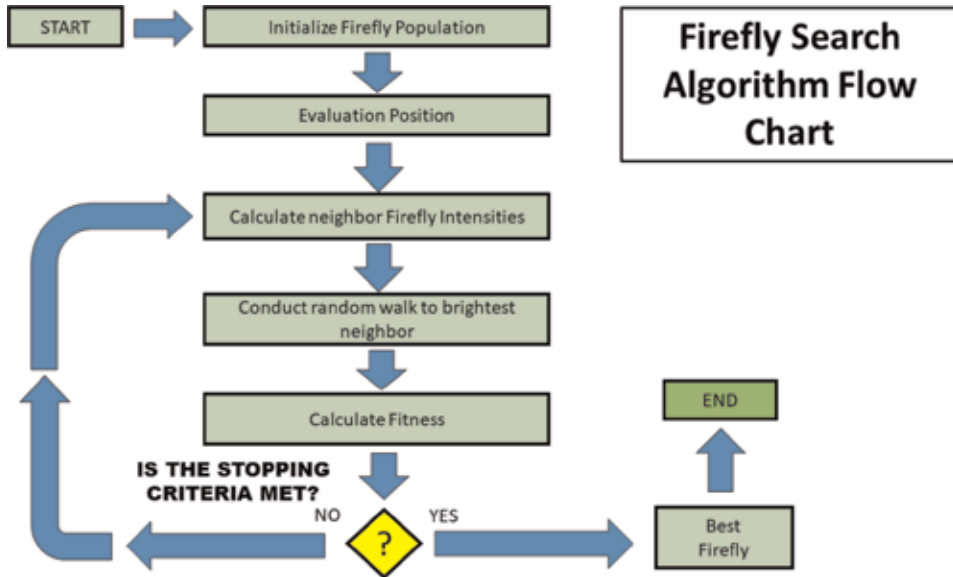 START
Initialize Firefly Population
Firefly Search
Algorithm Flow
Chart
Evaluation Position
Calculate neighbor Firefly Intensities
Conduct random walk to brightest
neighbor
Calculate Fitness
IS THE STOPPING
CRITERIA MET?
NO
?
YES
Best
Firefly
END